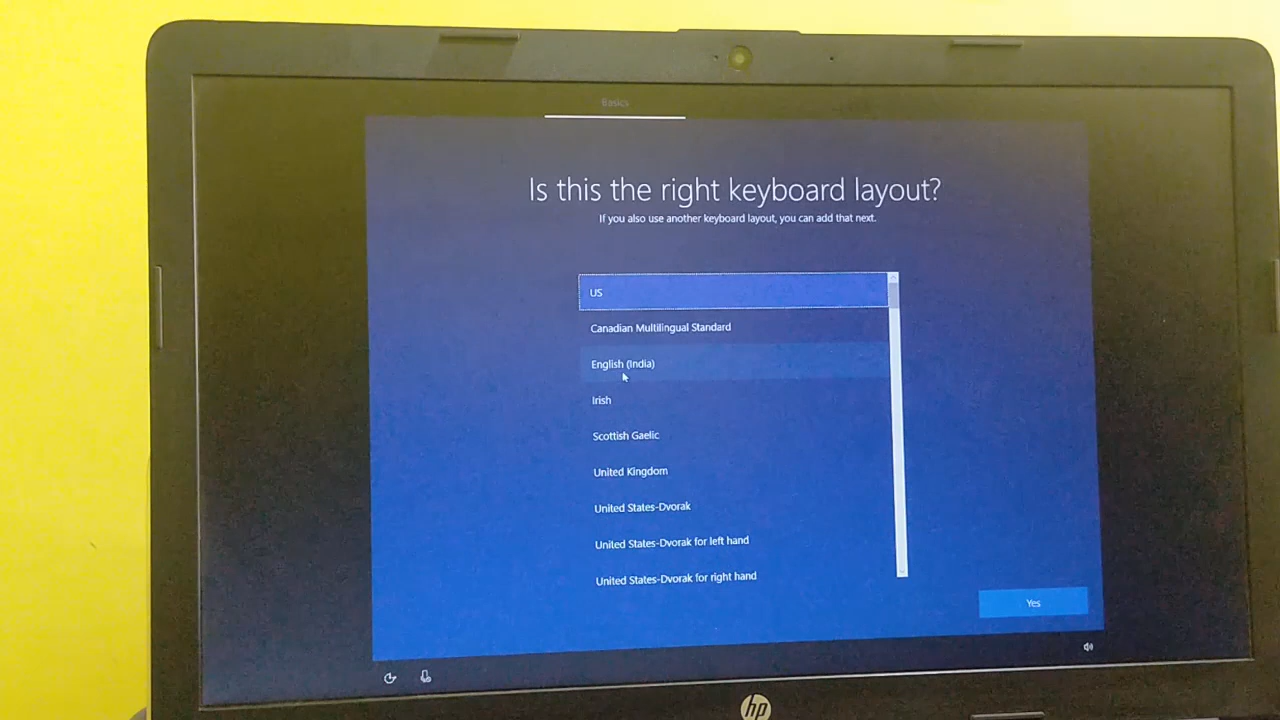 Basics
Is this the right keyboard layout?
If you also use another keyboard layout, you can add that next.
US
Canadian Multilingual Standard
English (India)
Irish
Scottish Gaelic
United Kingdom
United States-Dvorak
United States-Dvorak for left hand
United States-Dvorak for right hand
Yes
hp